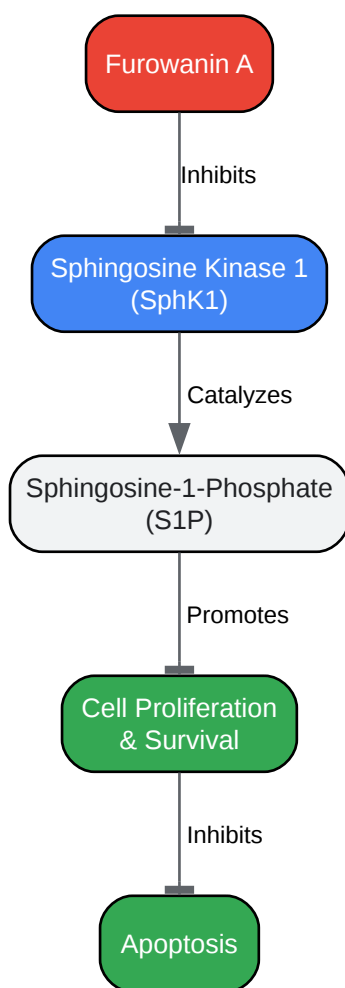 Furowanin A
Inhibits
Sphingosine Kinase 1
(SphK1)
Catalyzes
Sphingosine-1-Phosphate
(S1P)
Promotes
Cell Proliferation
& Survival
Inhibits
Apoptosis